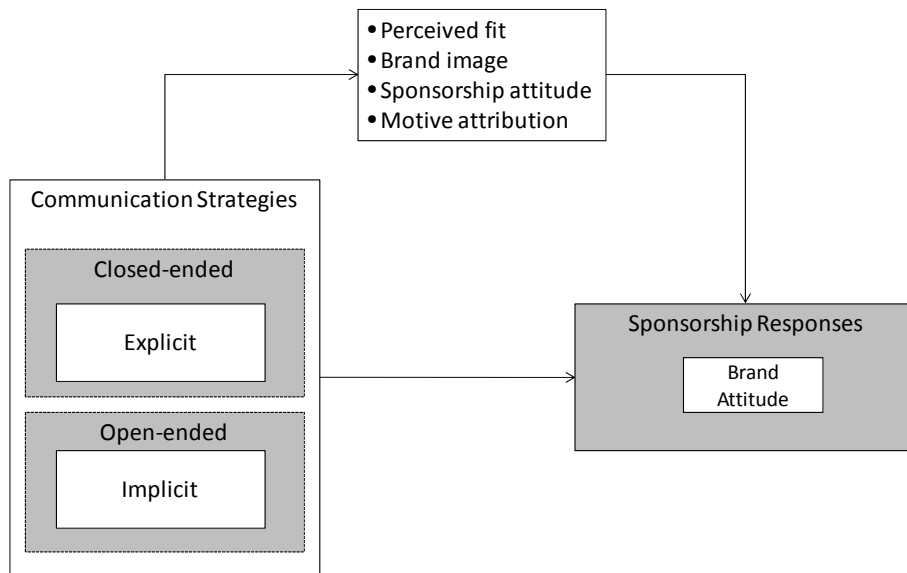 • Perceived fit
• Brand image
• Sponsorship attitude
• Motive attribution
Communication Strategies
Closed-ended
Explicit
Open-ended
Implicit
Sponsorship Responses
Brand
Attitude